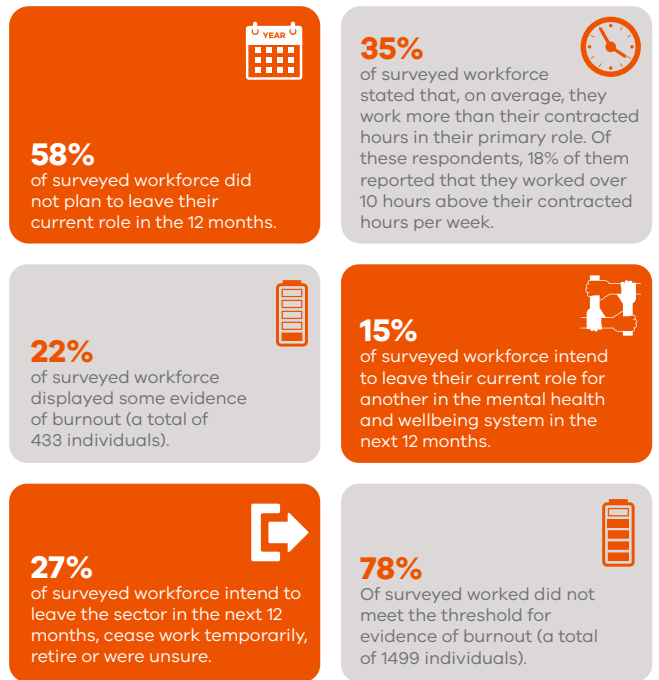 YEAR
58%
of surveyed workforce did
not plan to leave their
current role in the 12 months.
35%
of surveyed workforce
stated that, on average, they
work more than their contracted
hours in their primary role. Of
these respondents, 18% of them
reported that they worked over
10 hours above their contracted
hours per week.
22%
of surveyed workforce
displayed some evidence
of burnout (a total of
433 individuals).
15%
of surveyed workforce intend
to leave their current role for
another in the mental health
and wellbeing system in the
next 12 months.
27%
of surveyed workforce intend to
leave the sector in the next 12
months, cease work temporarily,
retire or were unsure.
78%
Of surveyed worked did not
meet the threshold for
evidence of burnout (a total
of 1499 individuals).